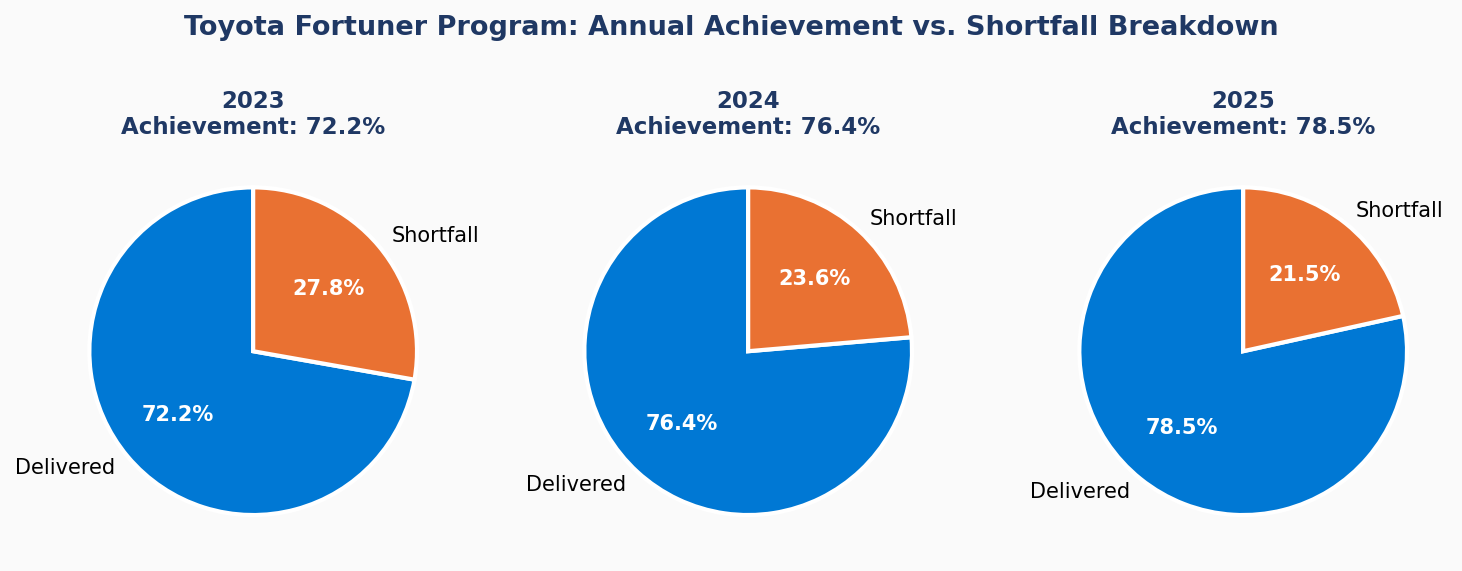 Toyota Fortuner Program: Annual Achievement vs. Shortfall Breakdown
2023
Achievement: 72.2%
Shortfall
27.8%
72.2%
Delivered
2024
Achievement: 76.4%
Shortfall
23.6%
76.4%
Delivered
2025
Achievement: 78.5%
Shortfall
21.5%
78.5%
Delivered